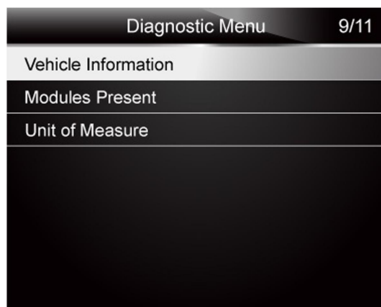 Diagnostic Menu 9/11
Vehicle Information
Modules Present
Unit of Measure